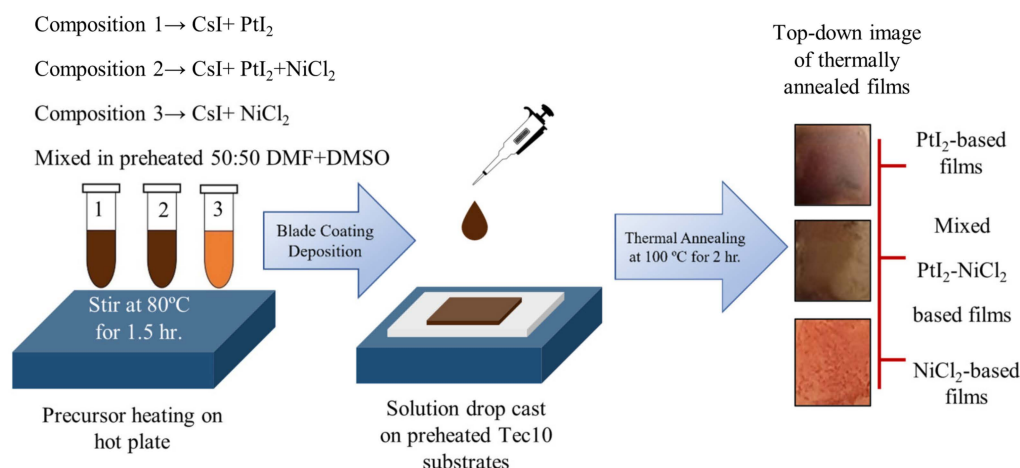 Composition 1→ CsI+ PtI₂
Composition 2→ CsI+ PtI₂+NiCl₂
Composition 3→ CsI+ NiCl₂
Mixed in preheated 50:50 DMF+DMSO
1
2
3
Stir at 80ºC
for 1.5 hr.
Precursor heating on
hot plate
Blade Coating
Deposition
Solution drop cast
on preheated Tec10
substrates
Thermal Annealing
at 100 ºC for 2 hr.
Top-down image
of thermally
annealed films
PtI₂-based
films
Mixed
PtI₂-NiCl₂
based films
NiCl₂-based
films